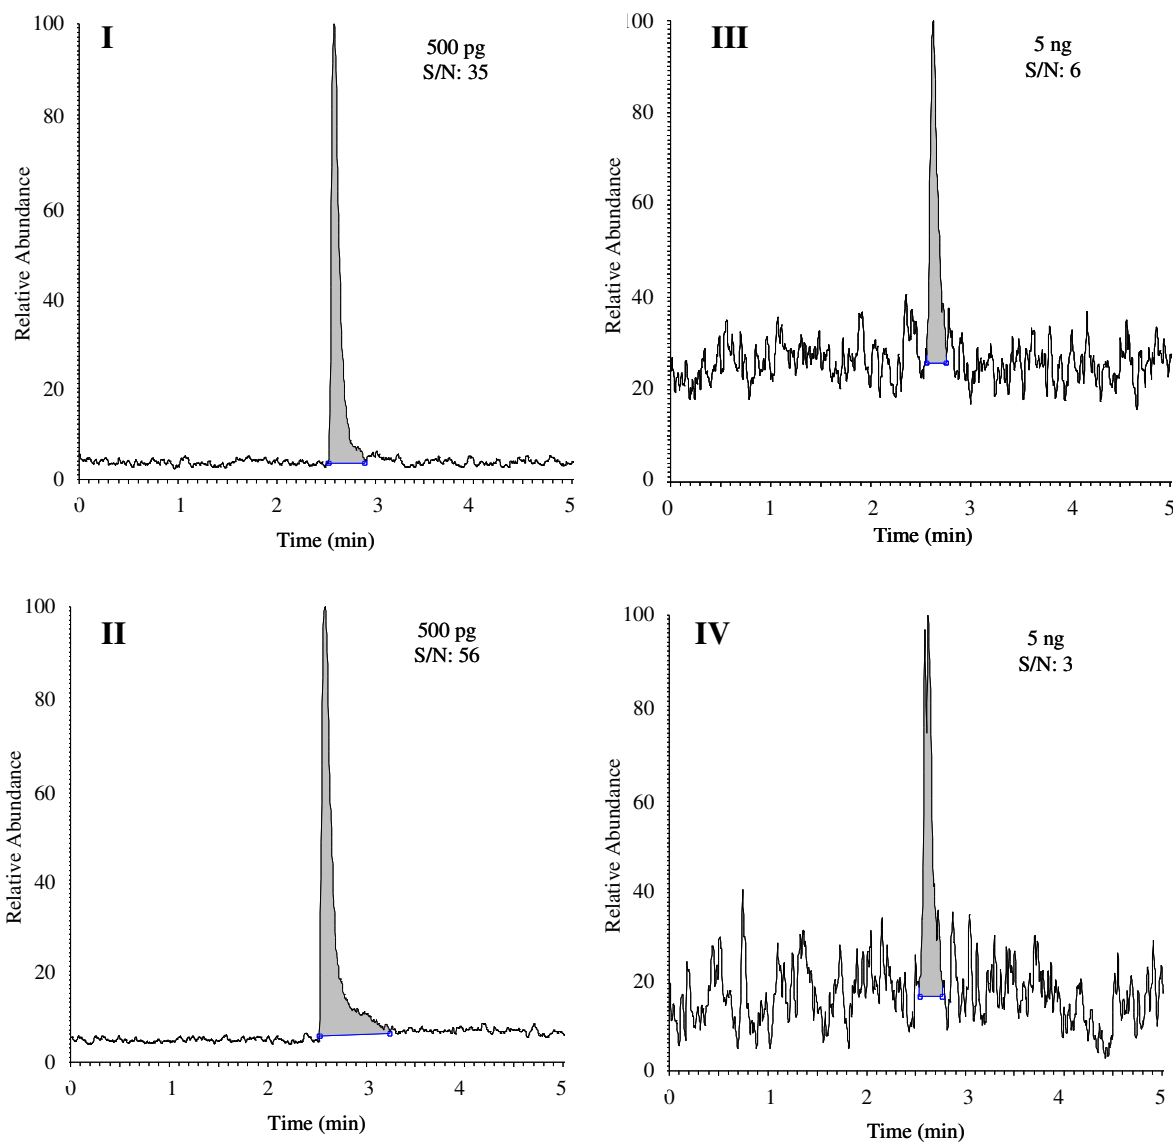 I
500 pg
S/N: 35
100
80
60
40
20
0
Relative Abundance
0 1 2 3 4 5
Time (min)
III
5 ng
S/N: 6
100
80
60
40
20
0
Relative Abundance
0 1 2 3 4 5
Time (min)
II
500 pg
S/N: 56
100
80
60
40
20
0
Relative Abundance
0 1 2 3 4 5
Time (min)
IV
5 ng
S/N: 3
100
80
60
40
20
0
Relative Abundance
0 1 2 3 4 5
Time (min)